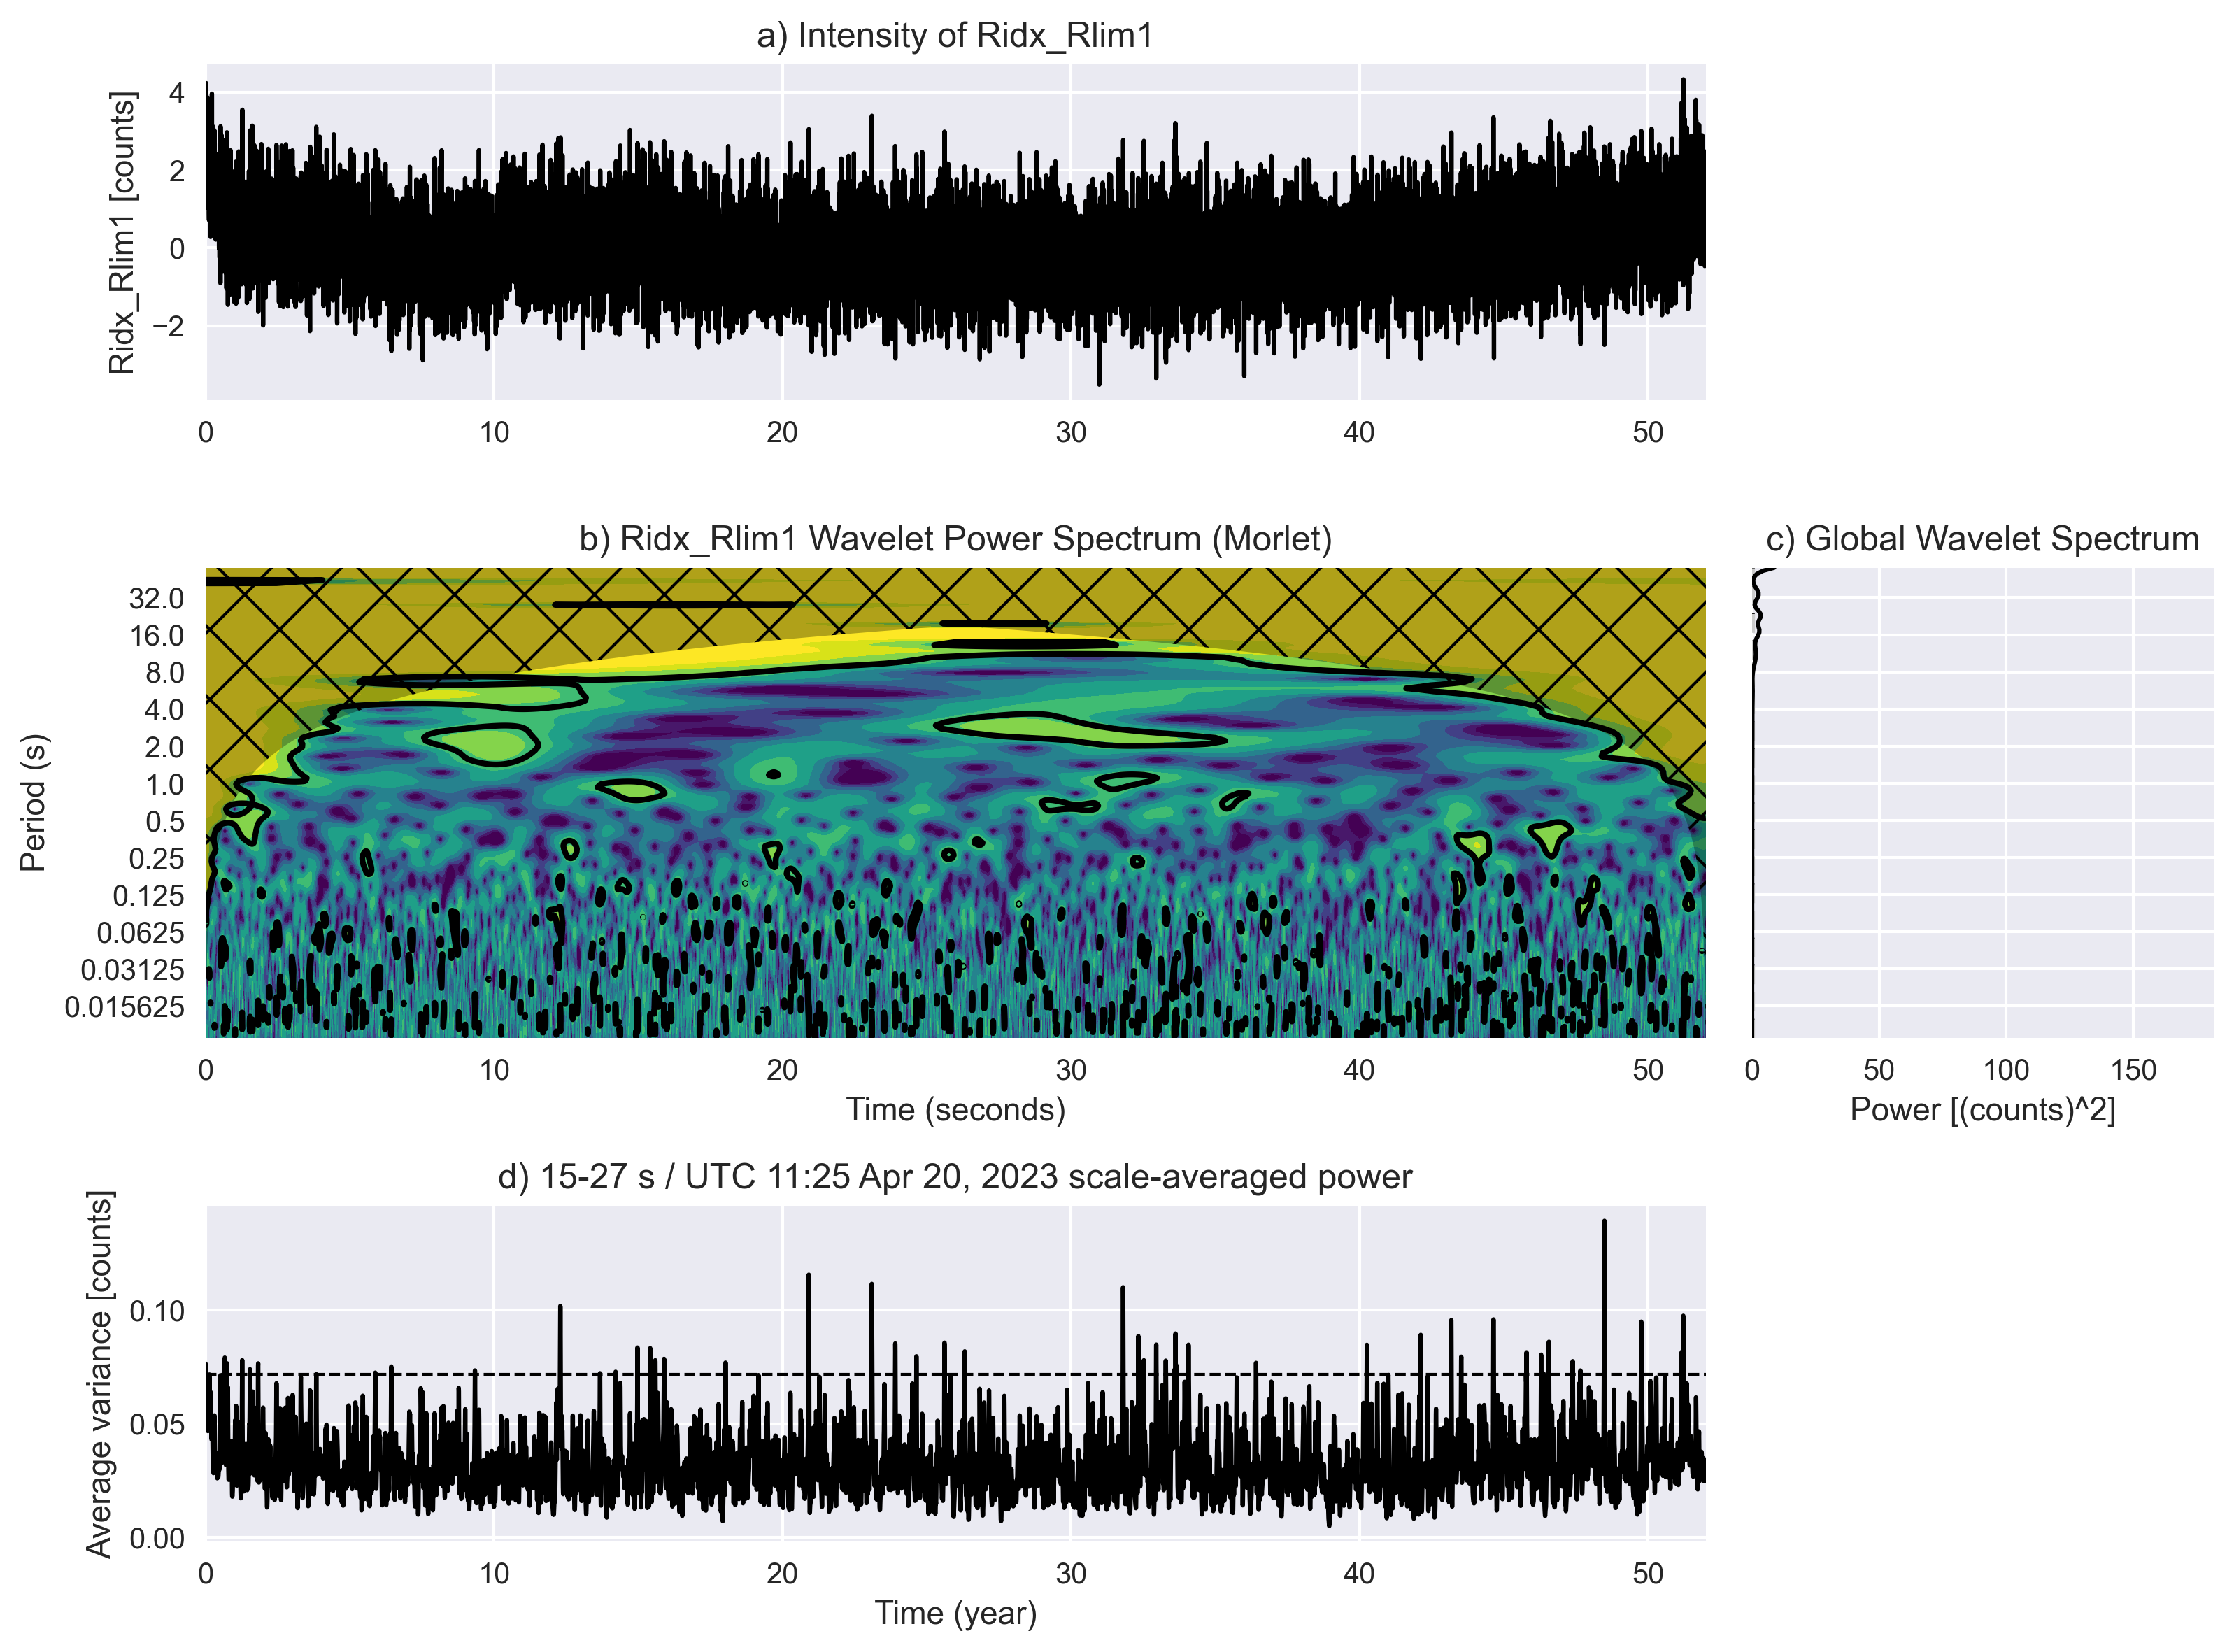 a) Intensity of Ridx_Rlim1
Ridx_Rlim1 [counts]
4
2
0
−2
0 10 20 30 40 50
b) Ridx_Rlim1 Wavelet Power Spectrum (Morlet)
Period (s)
32.0
16.0
8.0
4.0
2.0
1.0
0.5
0.25
0.125
0.0625
0.03125
0.015625
0 10 20 30 40 50
Time (seconds)
c) Global Wavelet Spectrum
0 50 100 150
Power [(counts)^2]
d) 15-27 s / UTC 11:25 Apr 20, 2023 scale-averaged power
Average variance [counts]
0.10
0.05
0.00
0 10 20 30 40 50
Time (year)